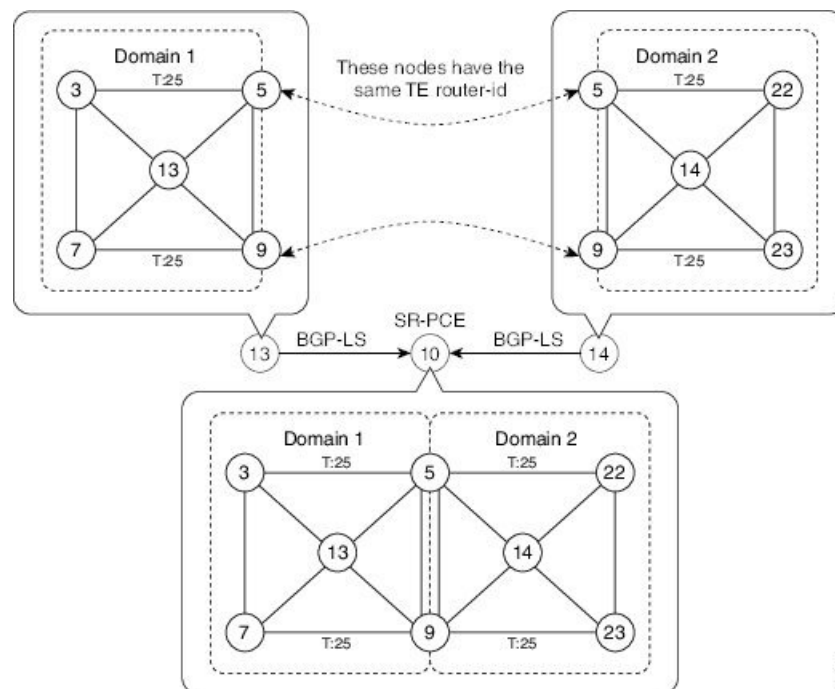 Domain 1
T:25
3
5
13
7
9
T:25
These nodes have the
same TE router-id
Domain 2
T:25
5
22
14
9
23
T:25
SR-PCE
13
BGP-LS
10
BGP-LS
14
Domain 1
Domain 2
T:25
T:25
3
5
22
13
14
7
9
23
T:25
T:25